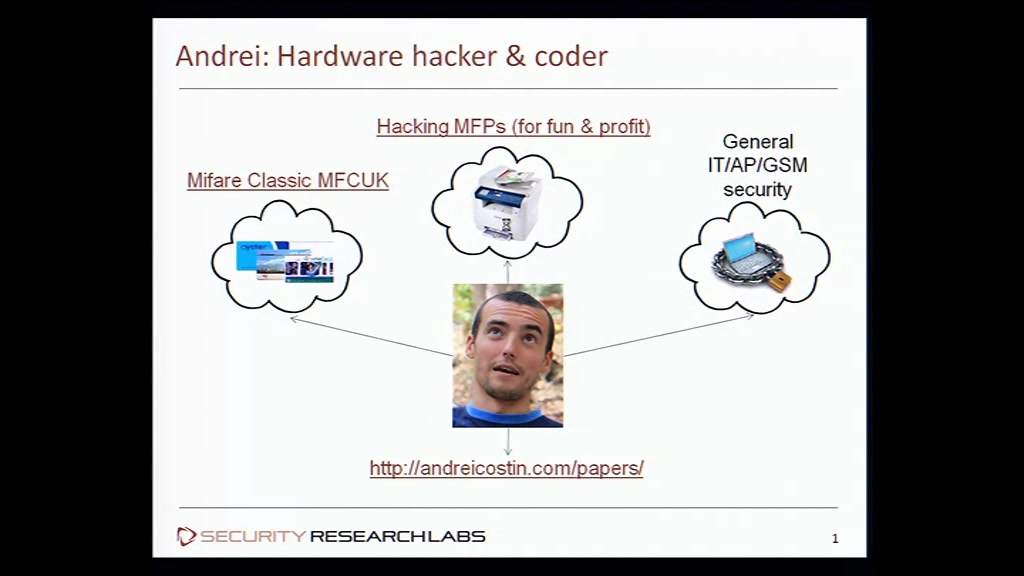 Andrei: Hardware hacker & coder
Hacking MFPs (for fun & profit)
General
IT/AP/GSM
security
Mifare Classic MFCUK
oyster
http://andreicostin.com/papers/
SECURITY RESEARCH LABS
1